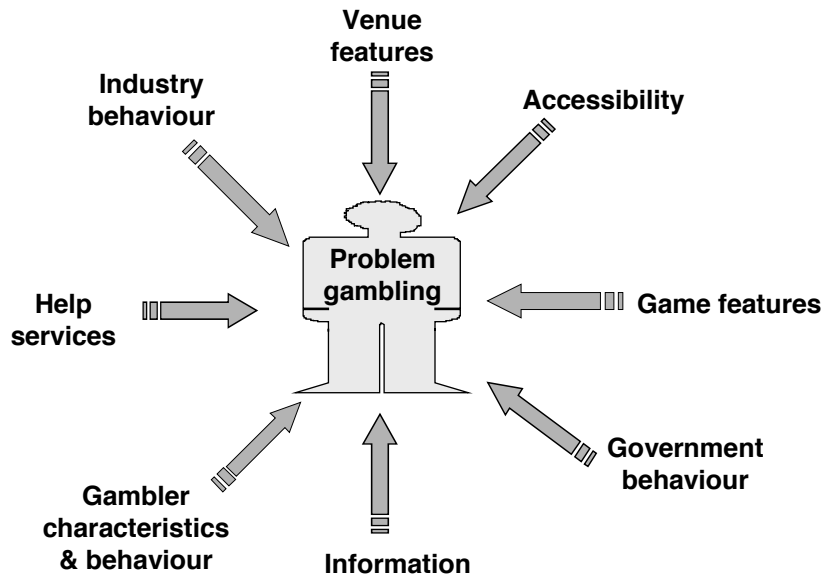 Venue
features
Industry
behaviour
Accessibility
Problem
gambling
Help
services
Game features
Government
behaviour
Gambler
characteristics
& behaviour
Information